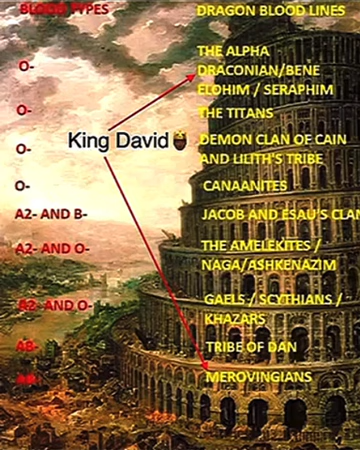 BLOOD TYPES
DRAGON BLOOD LINES
O-
THE ALPHA
DRACONIAN/BENE
ELOHIM / SERAPHIM
O-
THE TITANS
King David
O-
DEMON CLAN OF CAIN
AND LILITH'S TRIBE
O-
CANAANITES
A2- AND B-
JACOB AND ESAU'S CLAN
A2- AND O-
THE AMELEKITES /
NAGA/ASHKENAZIM
A2- AND O-
GAELS / SCYTHIANS /
KHAZARS
AB-
TRIBE OF DAN
MEROVINGIANS